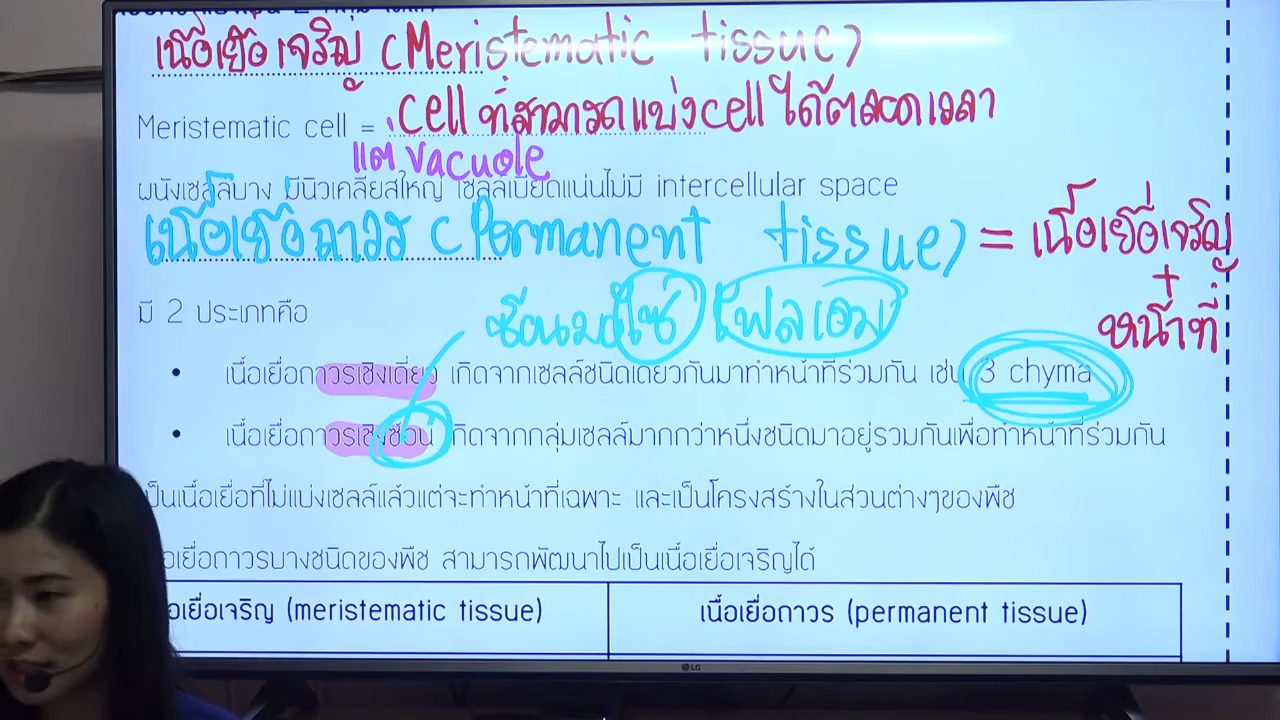 เนื้อเยื่อเจริญ (Meristematic tissue)
Meristematic cell = cell ที่สามารถแบ่งcell ได้ตลอดเวลา
แต่ vacuole
ผนังเซลล์บาง มีนิวเคลียสใหญ่ เซลล์เบียดแน่นไม่มี intercellular space
เนื้อเยื่อถาวร (Permanent tissue) = เนื้อเยื่อเจริญ
+
หน้าที่
มี 2 ประเภทคือ
โฟลเอม
• เนื้อเยื่อถาวรเชิงเดี่ยว เกิดจากเซลล์ชนิดเดียวกันมาทำหน้าที่ร่วมกัน เช่น 3 chyma
• เนื้อเยื่อถาวรเชิงซ้อน เกิดจากกลุ่มเซลล์มากกว่าหนึ่งชนิดมาอยู่รวมกันเพื่อทำหน้าที่ร่วมกัน
เป็นเนื้อเยื่อที่ไม่แบ่งเซลล์แล้วแต่จะทำหน้าที่เฉพาะ และเป็นโครงสร้างในส่วนต่างๆของพืช
เยื่อถาวรบางชนิดของพืช สามารถพัฒนาไปเป็นเนื้อเยื่อเจริญได้
เยื่อเจริญ (meristematic tissue)
เนื้อเยื่อถาวร (permanent tissue)
LG